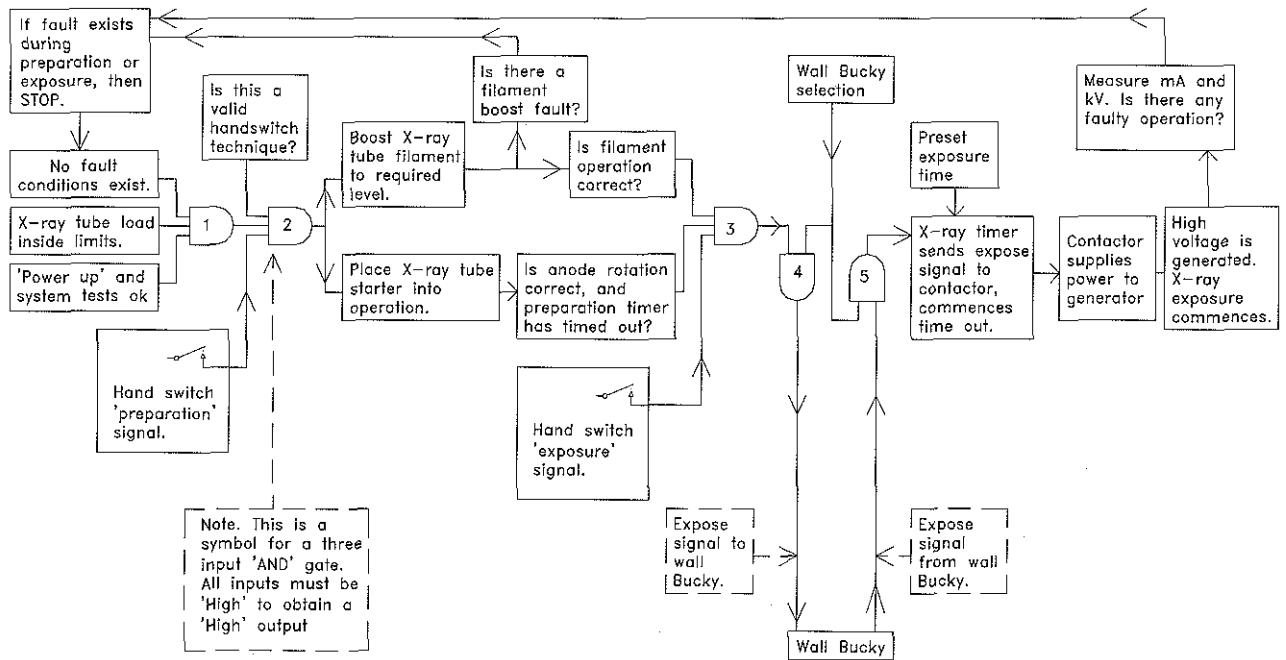 If fault exists
during
preparation or
exposure, then
STOP.
Is this a
valid
handswitch
technique?
Is there a
filament
boost fault?
Wall Bucky
selection
Measure mA and
kV. Is there any
faulty operation?
No fault
conditions exist.
X-ray tube load
inside limits.
'Power up' and
system tests ok
1
2
Boost X-ray
tube filament
to required
level.
Is filament
operation
correct?
Preset
exposure
time
Place X-ray tube
starter into
operation.
Is anode rotation
correct, and
preparation timer
has timed out?
3
4
5
X-ray timer
sends expose
signal to
contactor,
commences
time out.
Contactor
supplies
power to
generator
High
voltage is
generated.
X-ray
exposure
commences.
Hand switch
'preparation'
signal.
Hand switch
'exposure'
signal.
Note. This is a
symbol for a three
input 'AND' gate.
All inputs must be
'High' to obtain a
'High' output
Expose
signal to
wall
Bucky.
Expose
signal
from wall
Bucky.
Wall Bucky